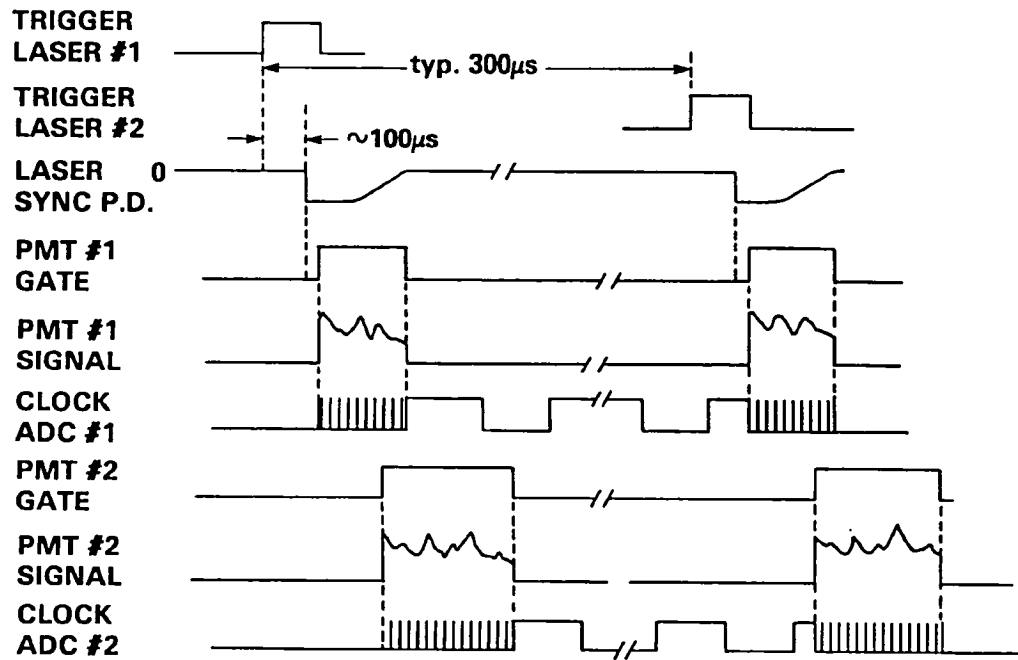 TRIGGER
LASER #1
typ. 300μs
TRIGGER
LASER #2
~100μs
LASER 0
SYNC P.D.
PMT #1
GATE
PMT #1
SIGNAL
CLOCK
ADC #1
PMT #2
GATE
PMT #2
SIGNAL
CLOCK
ADC #2